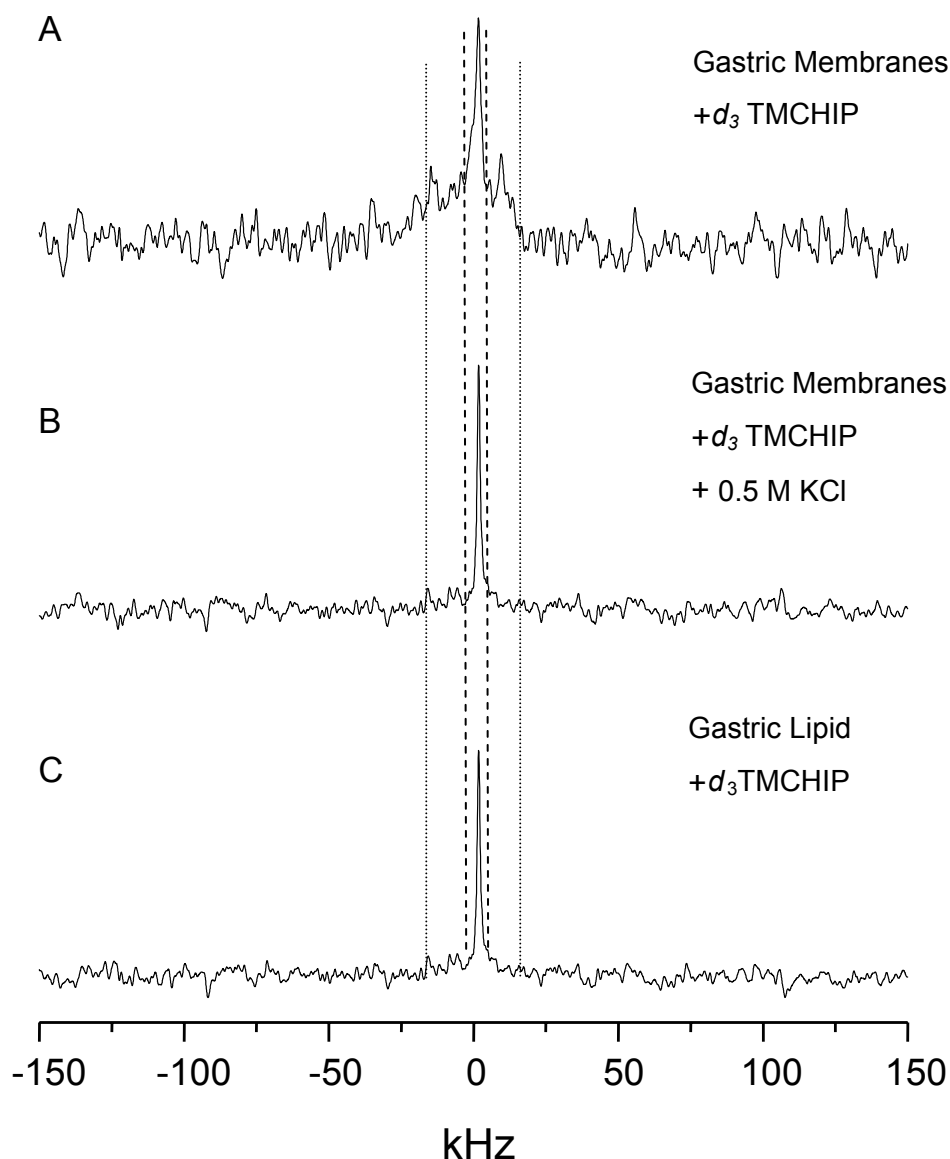 A
Gastric Membranes
+d₃ TMCHIP
B
Gastric Membranes
+d₃ TMCHIP
+ 0.5 M KCl
C
Gastric Lipid
+d₃TMCHIP
-150 -100 -50 0 50 100 150
kHz